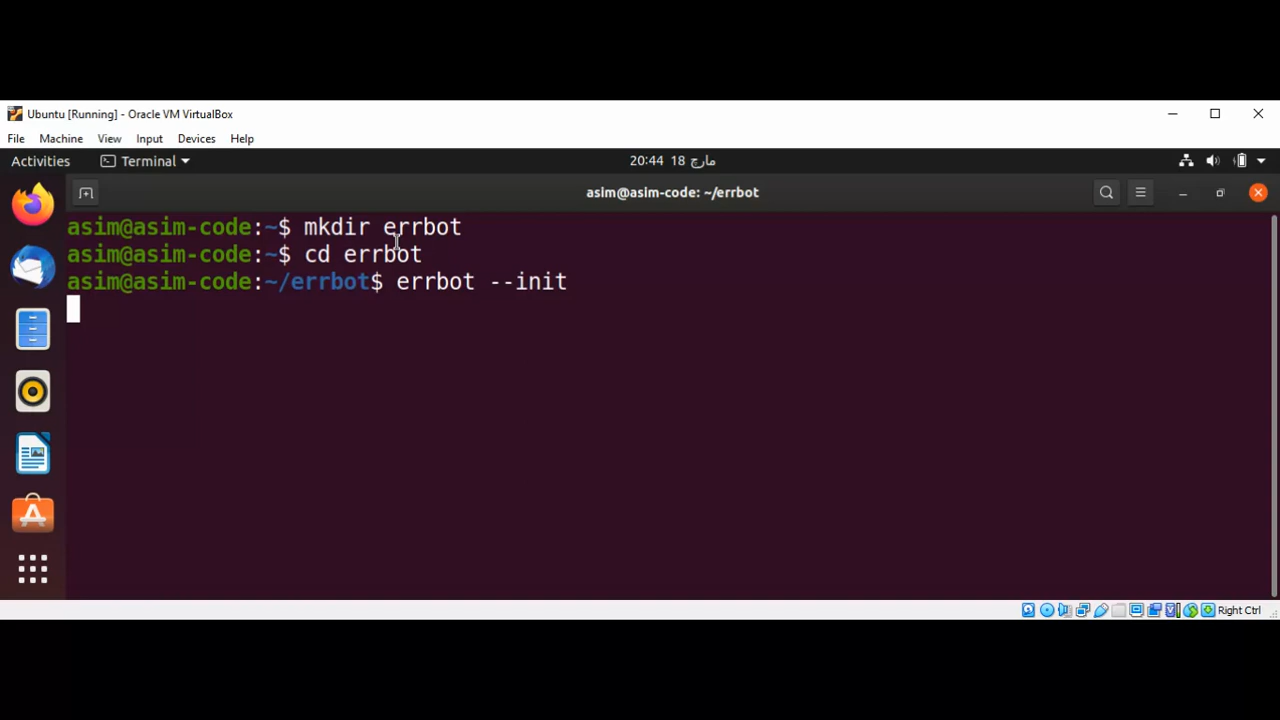 Ubuntu [Running] - Oracle VM VirtualBox
File Machine View Input Devices Help
Activities Terminal 20:44 18 مارچ
asim@asim-code: ~/errbot
asim@asim-code:~$ mkdir errbot
asim@asim-code:~$ cd errbot
asim@asim-code:~/errbot$ errbot --init
Right Ctrl